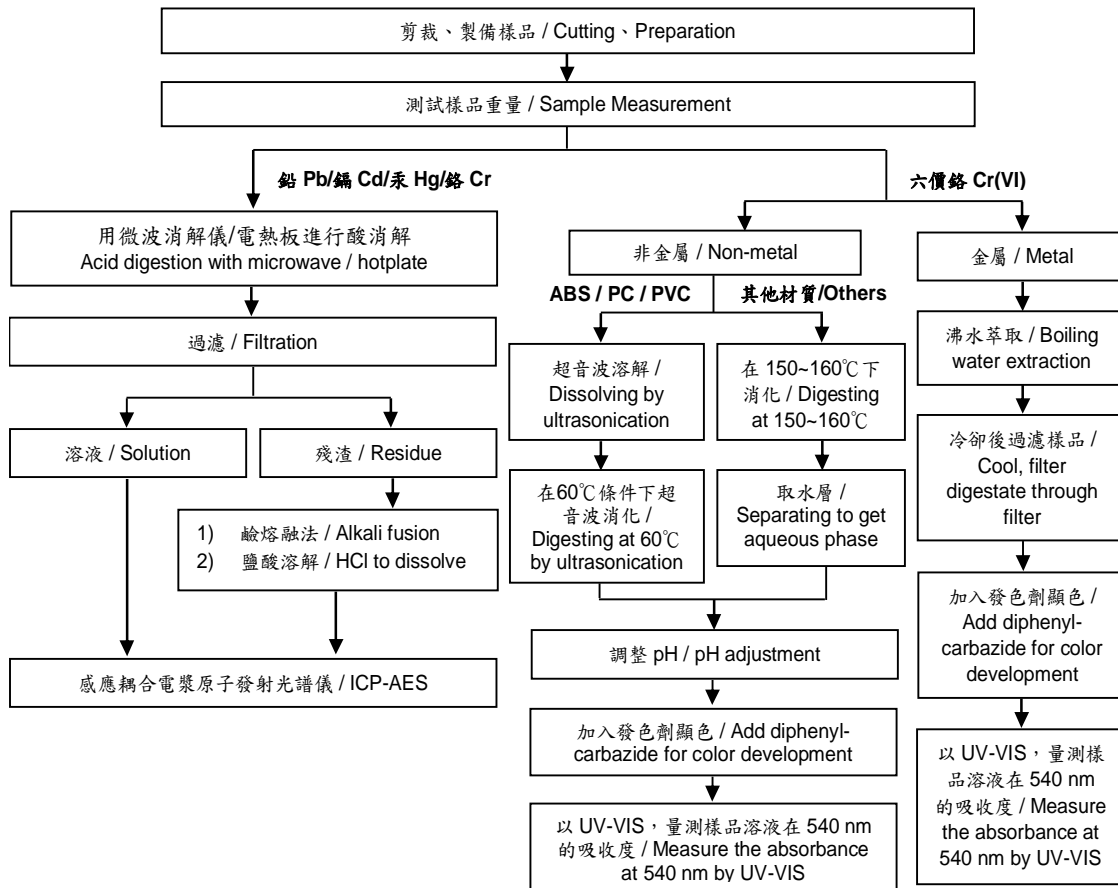 剪裁、製備樣品 / Cutting、Preparation
測試樣品重量 / Sample Measurement
鉛 Pb/鎘 Cd/汞 Hg/鉻 Cr
六價鉻 Cr(VI)
用微波消解儀/電熱板進行酸消解
Acid digestion with microwave / hotplate
非金屬 / Non-metal
金屬 / Metal
ABS / PC / PVC
其他材質/Others
過濾 / Filtration
超音波溶解 /
Dissolving by
ultrasonication
在 150~160℃下
消化 / Digesting
at 150~160℃
沸水萃取 / Boiling
water extraction
溶液 / Solution
殘渣 / Residue
冷卻後過濾樣品 /
Cool, filter
digestate through
filter
在60℃條件下超
音波消化 /
Digesting at 60℃
by ultrasonication
取水層 /
Separating to get
aqueous phase
1) 鹼熔融法 / Alkali fusion
2) 鹽酸溶解 / HCl to dissolve
加入發色劑顯色 /
Add diphenyl-
carbazide for color
development
調整 pH / pH adjustment
感應耦合電漿原子發射光譜儀 / ICP-AES
加入發色劑顯色 / Add diphenyl-
carbazide for color development
以 UV-VIS，量測樣
品溶液在 540 nm
的吸收度 / Measure
the absorbance at
540 nm by UV-VIS
以 UV-VIS，量測樣品溶液在 540 nm
的吸收度 / Measure the absorbance
at 540 nm by UV-VIS